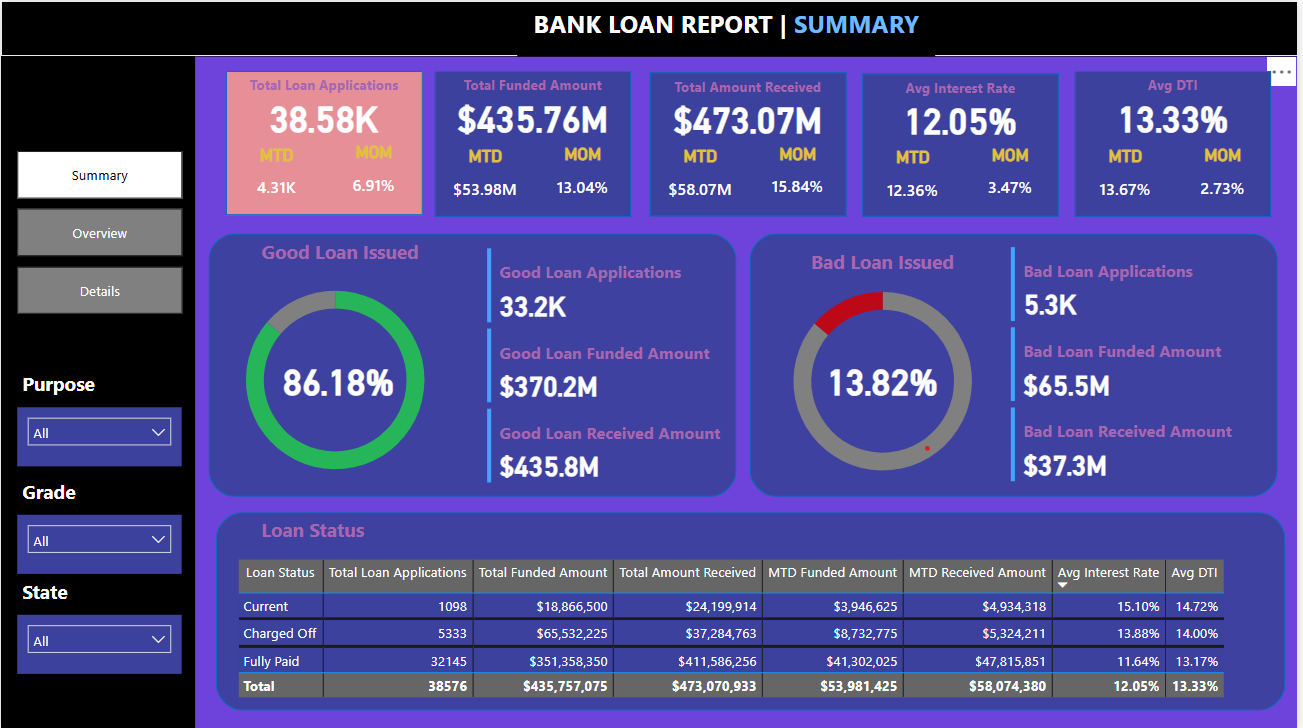 BANK LOAN REPORT | SUMMARY
Summary
Overview
Details
Purpose
All
Grade
All
State
All
Total Loan Applications
38.58K
MTD MOM
4.31K 6.91%
Total Funded Amount
$435.76M
MTD MOM
$53.98M 13.04%
Total Amount Received
$473.07M
MTD MOM
$58.07M 15.84%
Avg Interest Rate
12.05%
MTD MOM
12.36% 3.47%
Avg DTI
13.33%
MTD MOM
13.67% 2.73%
Good Loan Issued
86.18%
Good Loan Applications
33.2K
Good Loan Funded Amount
$370.2M
Good Loan Received Amount
$435.8M
Bad Loan Issued
13.82%
Bad Loan Applications
5.3K
Bad Loan Funded Amount
$65.5M
Bad Loan Received Amount
$37.3M
Loan Status
Loan Status Total Loan Applications Total Funded Amount Total Amount Received MTD Funded Amount MTD Received Amount Avg Interest Rate Avg DTI
Current 1098 $18,866,500 $24,199,914 $3,946,625 $4,934,318 15.10% 14.72%
Charged Off 5333 $65,532,225 $37,284,763 $8,732,775 $5,324,211 13.88% 14.00%
Fully Paid 32145 $351,358,350 $411,586,256 $41,302,025 $47,815,851 11.64% 13.17%
Total 38576 $435,757,075 $473,070,933 $53,981,425 $58,074,380 12.05% 13.33%